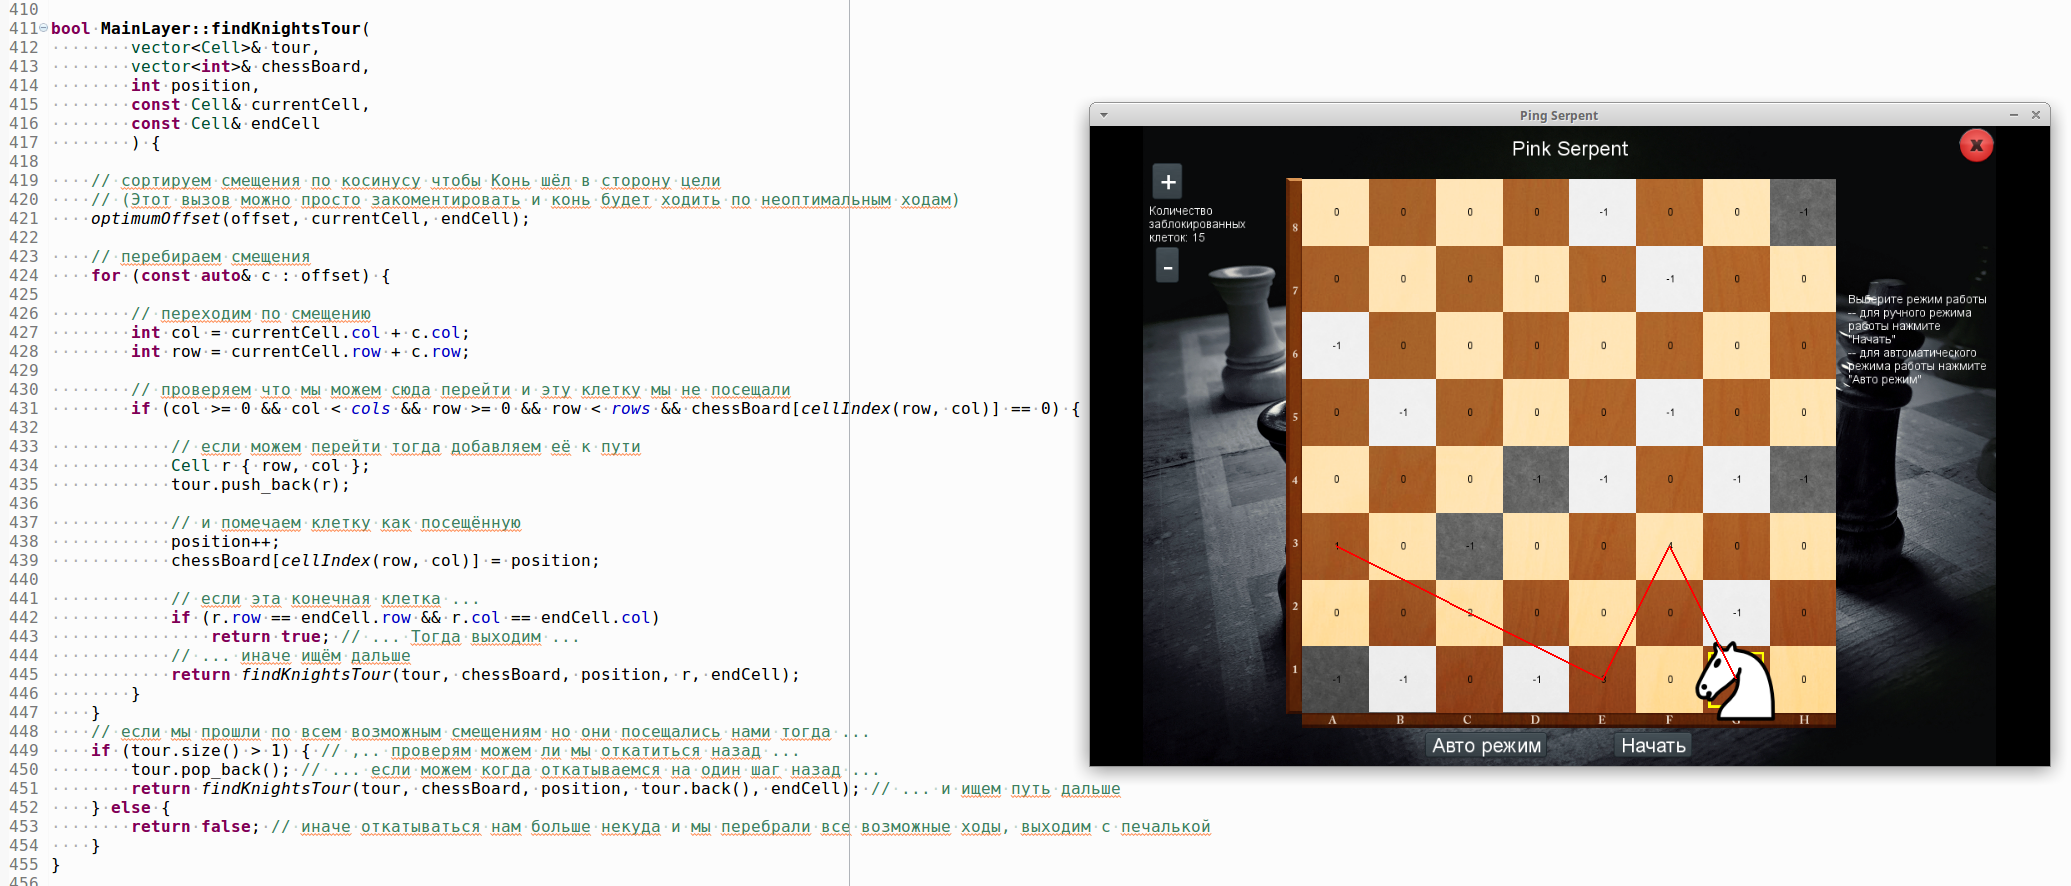 410
411 bool MainLayer::findKnightsTour(
412 vector<Cell>& tour,
413 vector<int>& chessBoard,
414 int position,
415 const Cell& currentCell,
416 const Cell& endCell
417 ) {
418
419 // сортируем смещения по косинусу чтобы Конь шёл в сторону цели
420 // (Этот вызов можно просто закоментировать и конь будет ходить по неоптимальным ходам)
421 optimumOffset(offset, currentCell, endCell);
422
423 // перебираем смещения
424 for (const auto& c : offset) {
425
426 // переходим по смещению
427 int col = currentCell.col + c.col;
428 int row = currentCell.row + c.row;
429
430 // проверяем что мы можем сюда перейти и эту клетку мы не посещали
431 if (col >= 0 && col < cols && row >= 0 && row < rows && chessBoard[cellIndex(row, col)] == 0) {
432
433 // если можем перейти тогда добавляем её к пути
434 Cell r { row, col };
435 tour.push_back(r);
436
437 // и помечаем клетку как посещённую
438 position++;
439 chessBoard[cellIndex(row, col)] = position;
440
441 // если эта конечная клетка ...
442 if (r.row == endCell.row && r.col == endCell.col)
443 return true; // ... Тогда выходим ...
444 // ... иначе ищём дальше
445 return findKnightsTour(tour, chessBoard, position, r, endCell);
446 }
447 }
448 // если мы прошли по всем возможным смещениям но они посещались нами тогда ...
449 if (tour.size() > 1) { // ,.. проверям можем ли мы откатиться назад ...
450 tour.pop_back(); // ... если можем когда откатываемся на один шаг назад ...
451 return findKnightsTour(tour, chessBoard, position, tour.back(), endCell); // ... и ищем путь дальше
452 } else {
453 return false; // иначе откатываться нам больше некуда и мы перебрали все возможные ходы, выходим с печалькой
454 }
455 }
456
Ping Serpent
Pink Serpent
X
+
Количество
заблокированных
клеток: 15
-
8 0 0 0 0 -1 0 0 -1
7 0 0 0 0 0 -1 0 0
6 -1 0 0 0 0 0 0 0
5 0 -1 0 0 0 -1 0 0
4 0 0 0 -1 -1 0 -1 -1
3 1 0 -1 0 0 4 0 0
2 0 0 2 0 0 0 -1 0
1 -1 -1 0 -1 3 0 0
A B C D E F G H
Выберите режим работы
-- для ручного режима
работы нажмите
"Начать"
-- для автоматического
режима работы нажмите
"Авто режим"
Авто режим
Начать